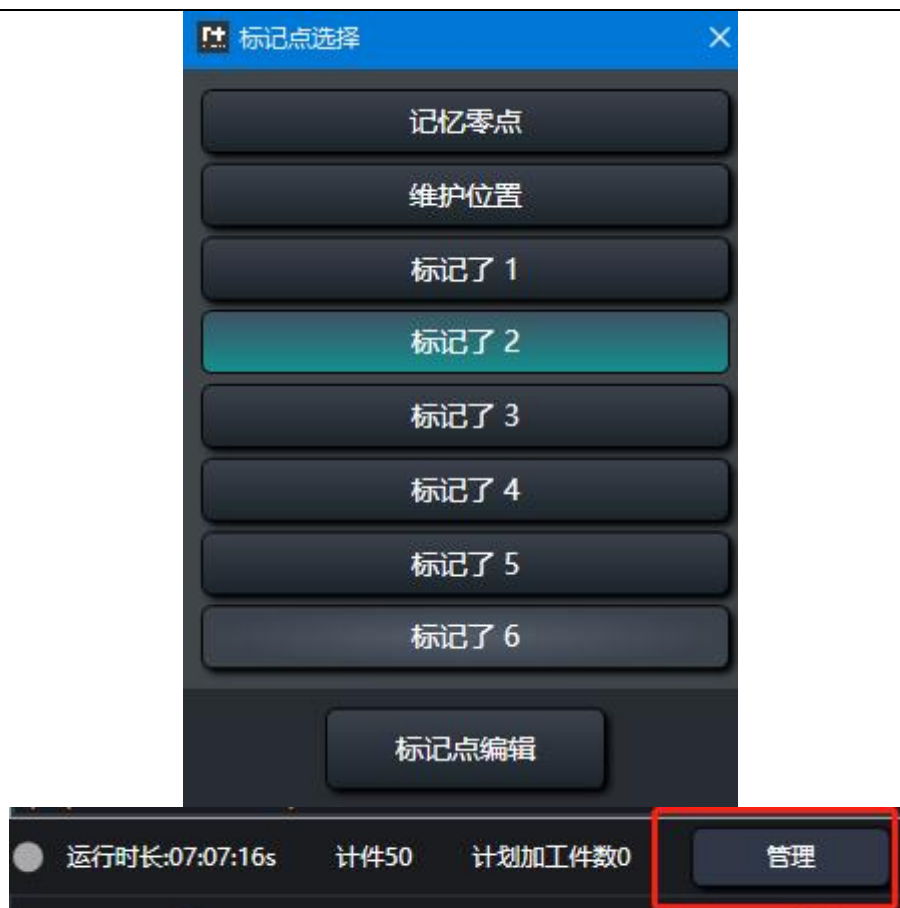 标记点选择
记忆零点
维护位置
标记了 1
标记了 2
标记了 3
标记了 4
标记了 5
标记了 6
标记点编辑
运行时长:07:07:16s 计件50 计划加工件数0 管理